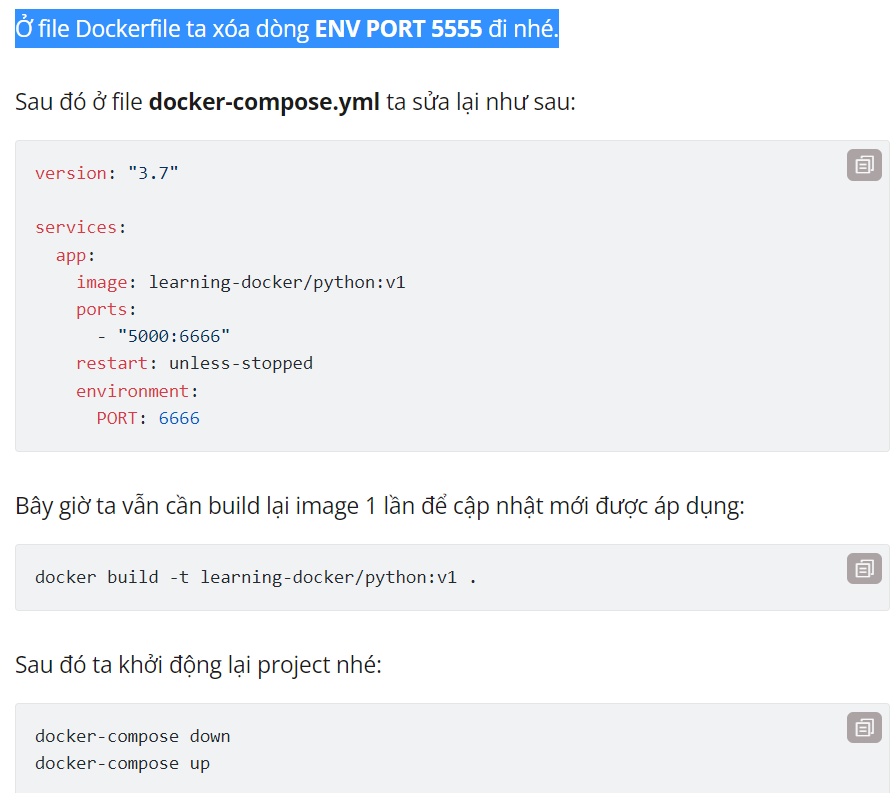 Ở file Dockerfile ta xóa dòng ENV PORT 5555 đi nhé.
Sau đó ở file docker-compose.yml ta sửa lại như sau:
version: "3.7"
services:
  app:
    image: learning-docker/python:v1
    ports:
      - "5000:6666"
    restart: unless-stopped
    environment:
      PORT: 6666
Bây giờ ta vẫn cần build lại image 1 lần để cập nhật mới được áp dụng:
docker build -t learning-docker/python:v1 .
Sau đó ta khởi động lại project nhé:
docker-compose down
docker-compose up